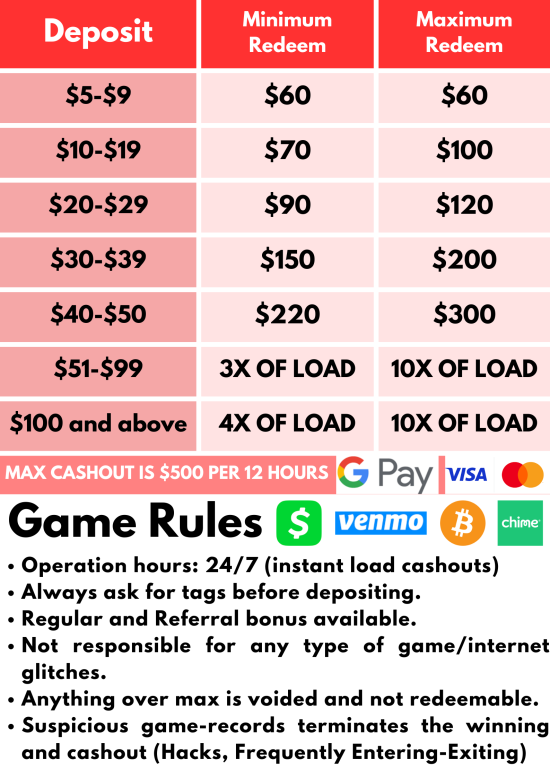 Deposit
Minimum
Redeem
Maximum
Redeem
$5-$9 $60 $60
$10-$19 $70 $100
$20-$29 $90 $120
$30-$39 $150 $200
$40-$50 $220 $300
$51-$99 3X OF LOAD 10X OF LOAD
$100 and above 4X OF LOAD 10X OF LOAD
MAX CASHOUT IS $500 PER 12 HOURS G Pay VISA
Game Rules $ venmo ₿ chime
• Operation hours: 24/7 (instant load cashouts)
• Always ask for tags before depositing.
• Regular and Referral bonus available.
• Not responsible for any type of game/internet
glitches.
• Anything over max is voided and not redeemable.
• Suspicious game-records terminates the winning
and cashout (Hacks, Frequently Entering-Exiting)